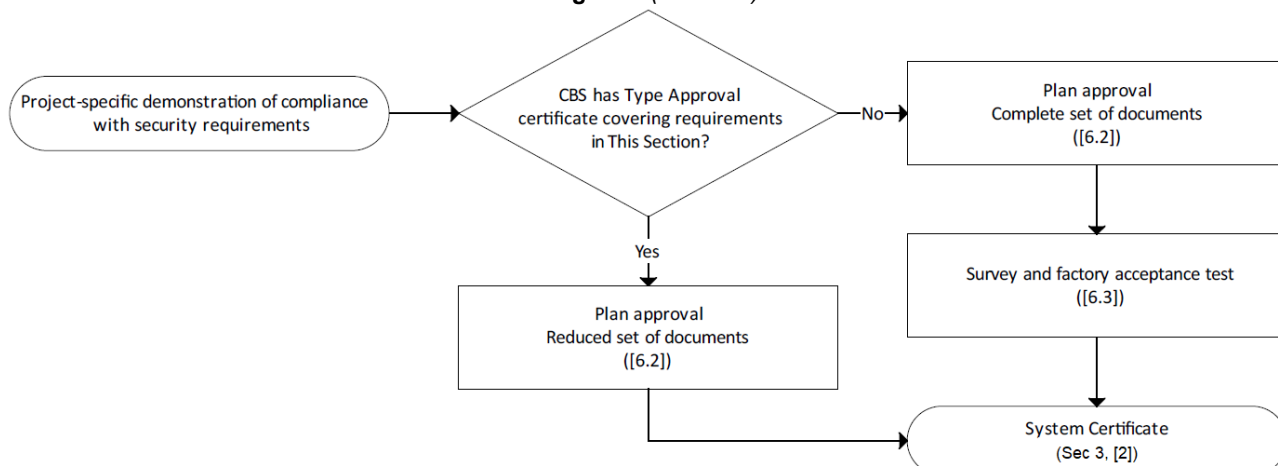 Project-specific demonstration of compliance
with security requirements
CBS has Type Approval
certificate covering requirements
in This Section?
No
Plan approval
Complete set of documents
([6.2])
Yes
Survey and factory acceptance test
([6.3])
Plan approval
Reduced set of documents
([6.2])
System Certificate
(Sec 3, [2])